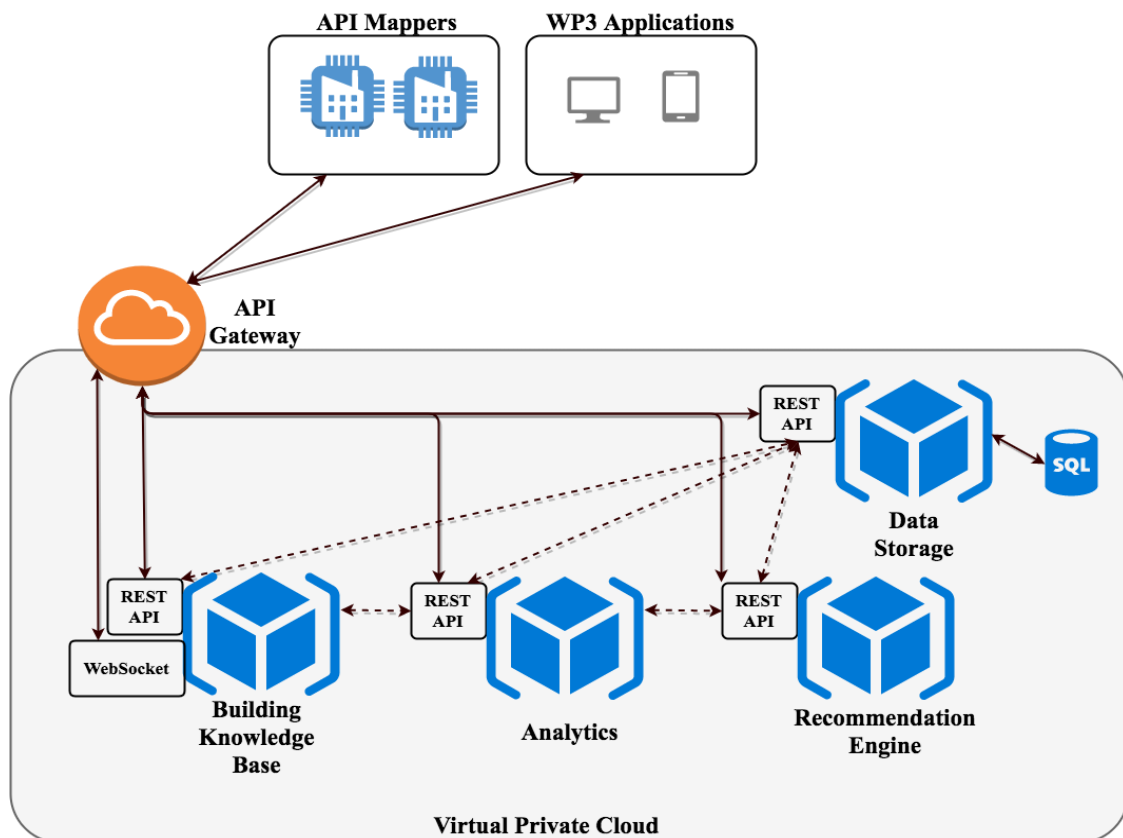 API Mappers
WP3 Applications
API
Gateway
REST
API
SQL
Data
Storage
REST
API
REST
API
REST
API
WebSocket
Building
Knowledge
Base
Analytics
Recommendation
Engine
Virtual Private Cloud